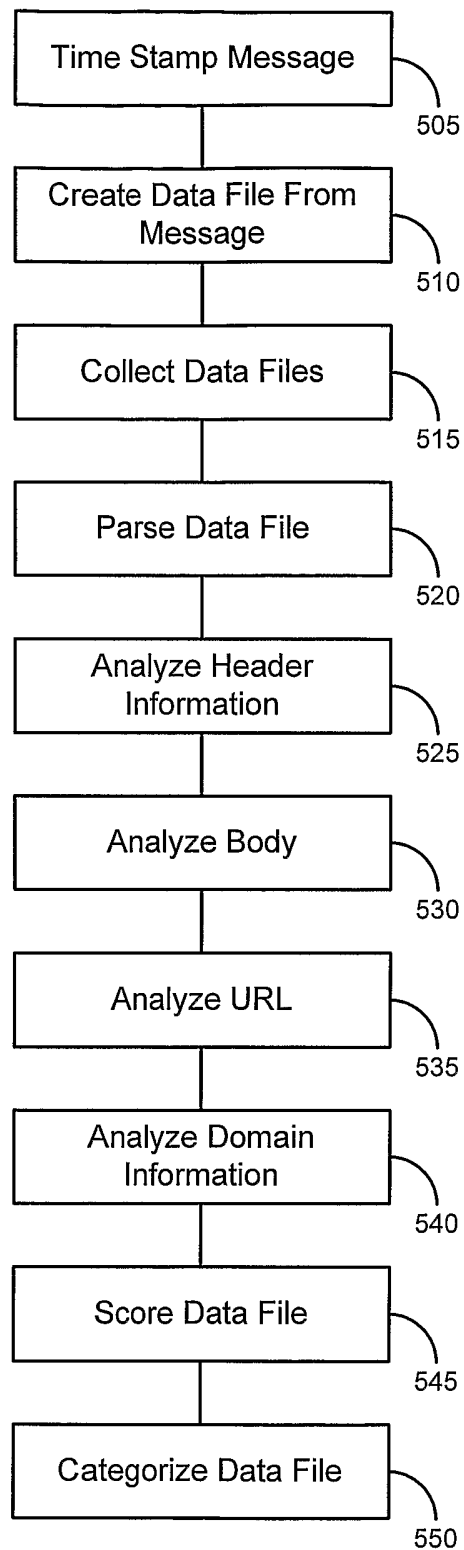 Time Stamp Message
505
Create Data File From
Message
510
Collect Data Files
515
Parse Data File
520
Analyze Header
Information
525
Analyze Body
530
Analyze URL
535
Analyze Domain
Information
540
Score Data File
545
Categorize Data File
550